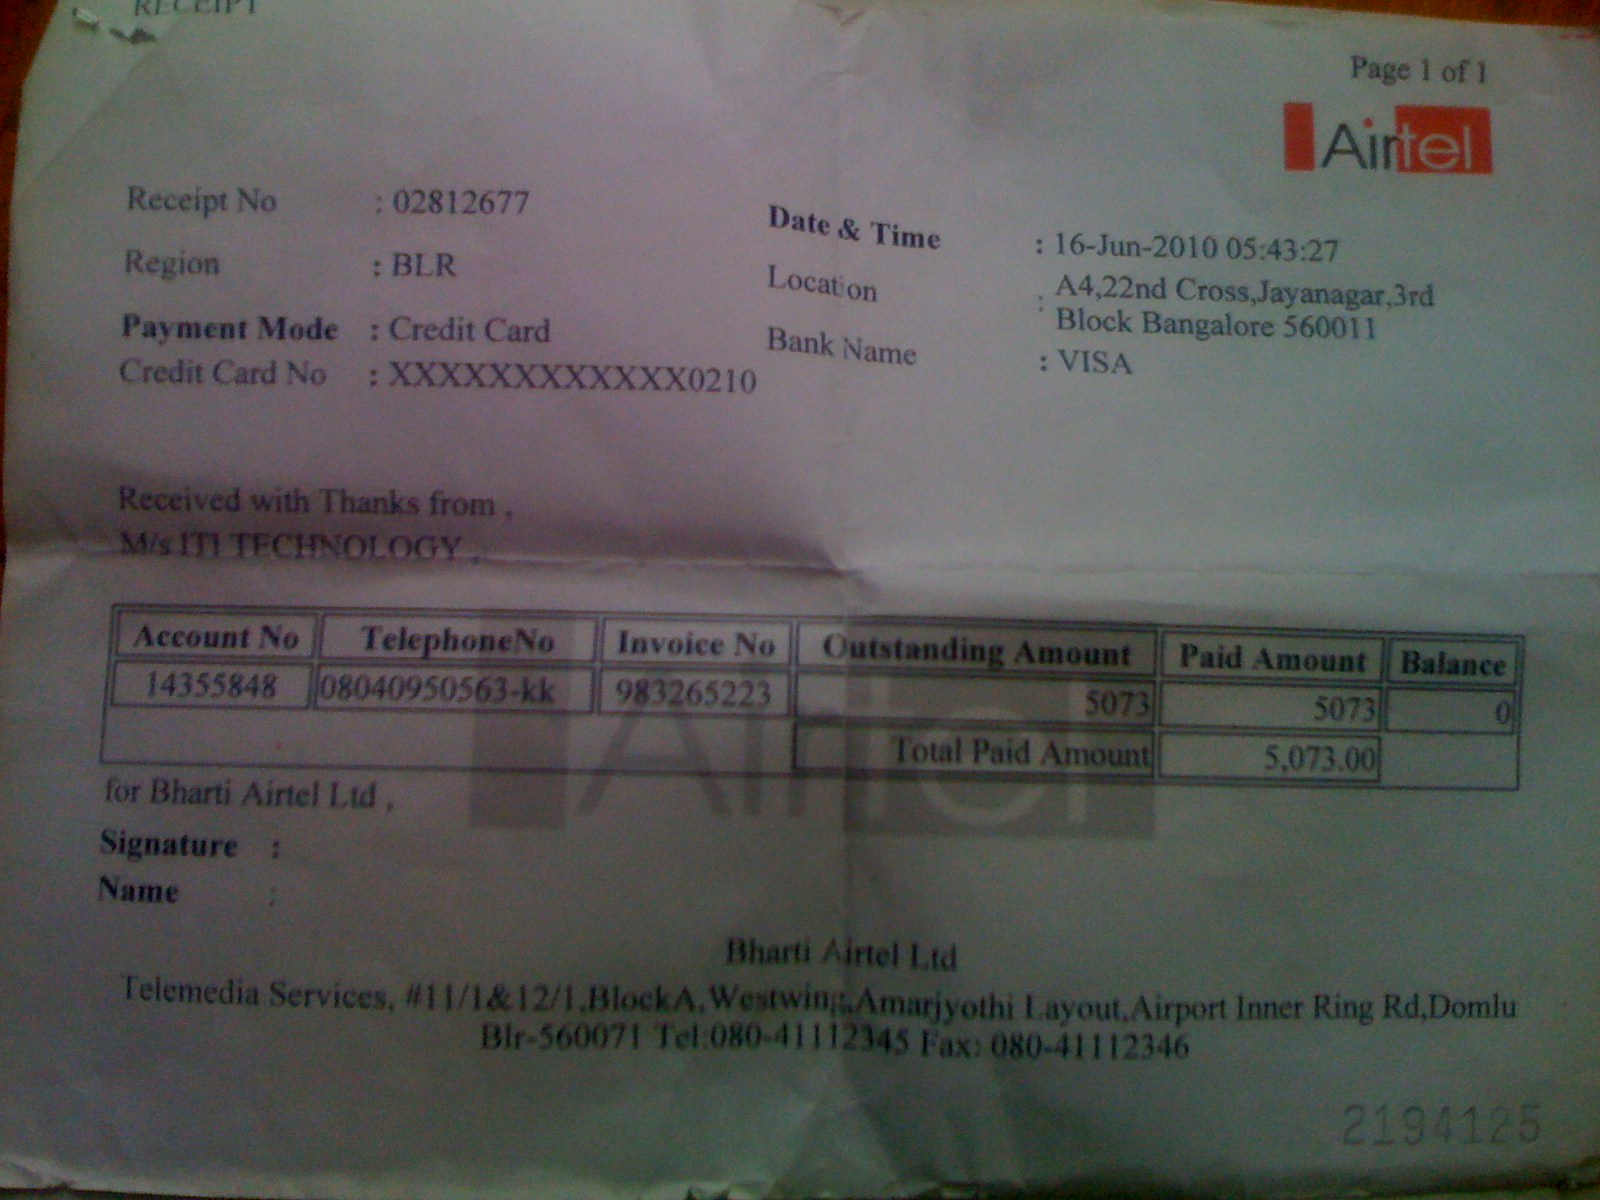 RECEIPT
Page 1 of 1
Airtel
Receipt No : 02812677 Date & Time : 16-Jun-2010 05:43:27
Region : BLR Location : A4,22nd Cross,Jayanagar,3rd
Block Bangalore 560011
Payment Mode : Credit Card Bank Name : VISA
Credit Card No : XXXXXXXXXXXX0210
Received with Thanks from ,
M/s ITI TECHNOLOGY ,
Account No TelephoneNo Invoice No Outstanding Amount Paid Amount Balance
14355848 08040950563-kk 983265223 5073 5073 0
Total Paid Amount 5,073.00
Airtel
for Bharti Airtel Ltd ,
Signature :
Name :
Bharti Airtel Ltd
Telemedia Services, #11/1&12/1,BlockA,Westwing,Amarjyothi Layout,Airport Inner Ring Rd,Domlu
Blr-560071 Tel:080-41112345 Fax: 080-41112346
2194125